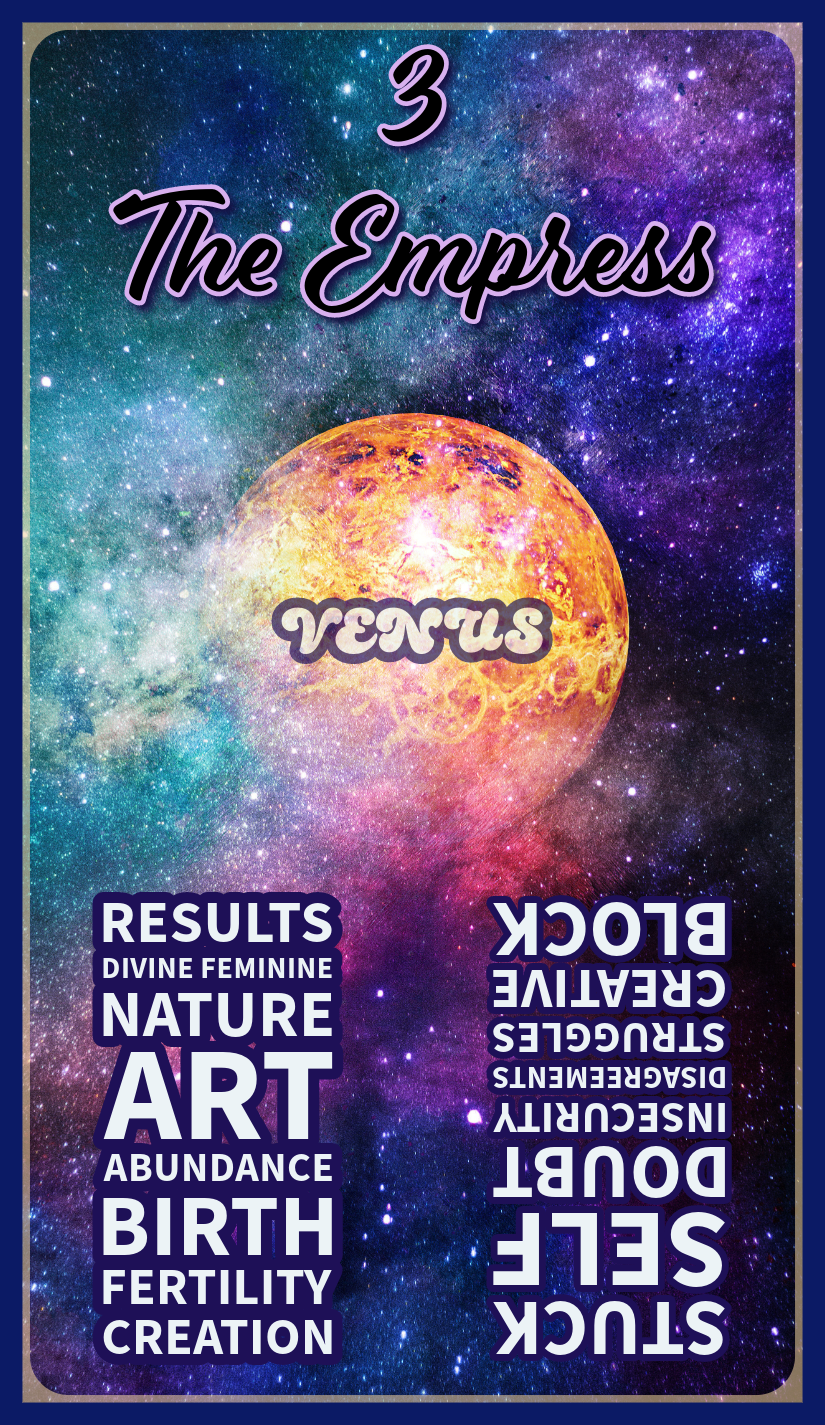 3
The Empress
VENUS
RESULTS
DIVINE FEMININE
NATURE
ART
ABUNDANCE
BIRTH
FERTILITY
CREATION
STUCK
SELF
DOUBT
INSECURITY
DISAGREEMENTS
STRUGGLES
CREATIVE
BLOCK